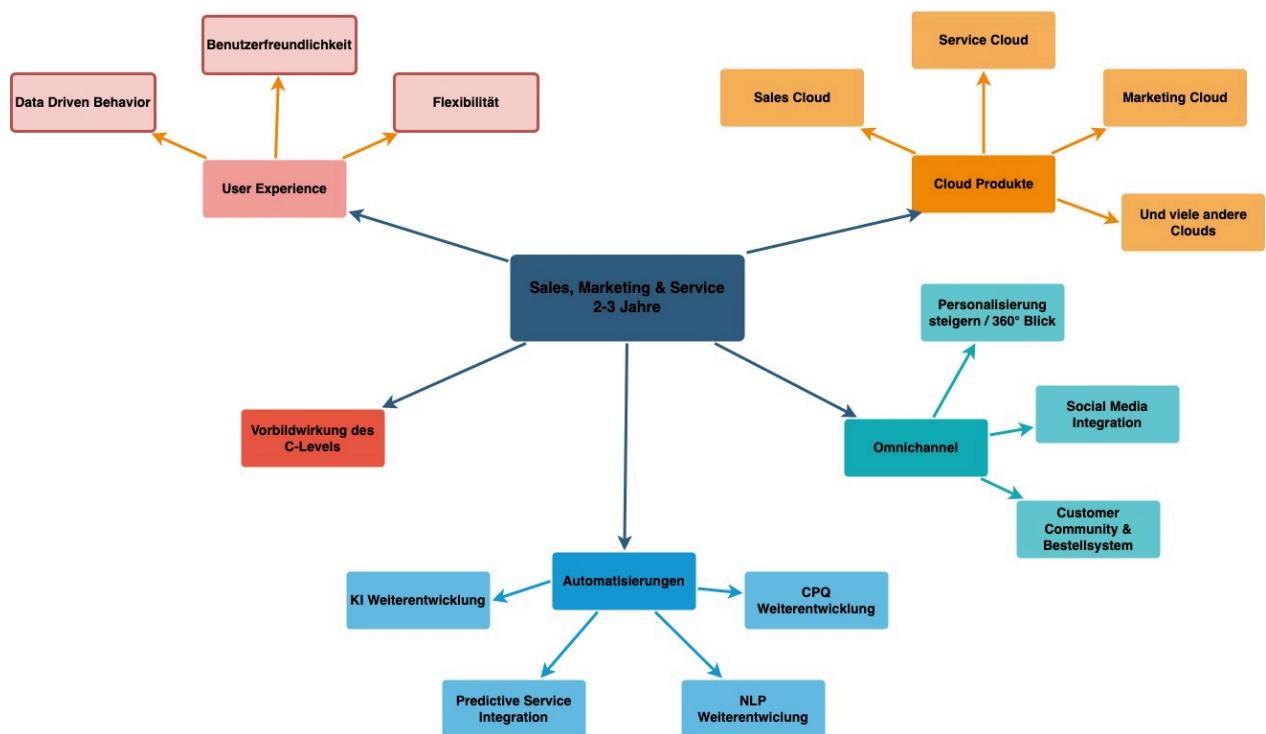 Benutzerfreundlichkeit
Data Driven Behavior
Flexibilität
User Experience
Service Cloud
Sales Cloud
Marketing Cloud
Cloud Produkte
Und viele andere
Clouds
Sales, Marketing & Service
2-3 Jahre
Personalisierung
steigern / 360° Blick
Social Media
Integration
Omnichannel
Customer
Community &
Bestellsystem
Vorbildwirkung des
C-Levels
Automatisierungen
KI Weiterentwicklung
CPQ
Weiterentwicklung
Predictive Service
Integration
NLP
Weiterentwiclung